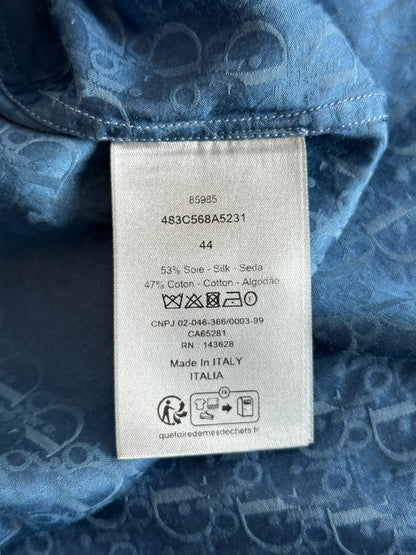 85985
483C568A5231
44
53% Soie - Silk - Seda
47% Coton - Cotton - Algodão
CNPJ 02-046-366/0003-99
CA65281
RN : 143628
Made In ITALY
ITALIA
FR
quefairedemesdechets.fr